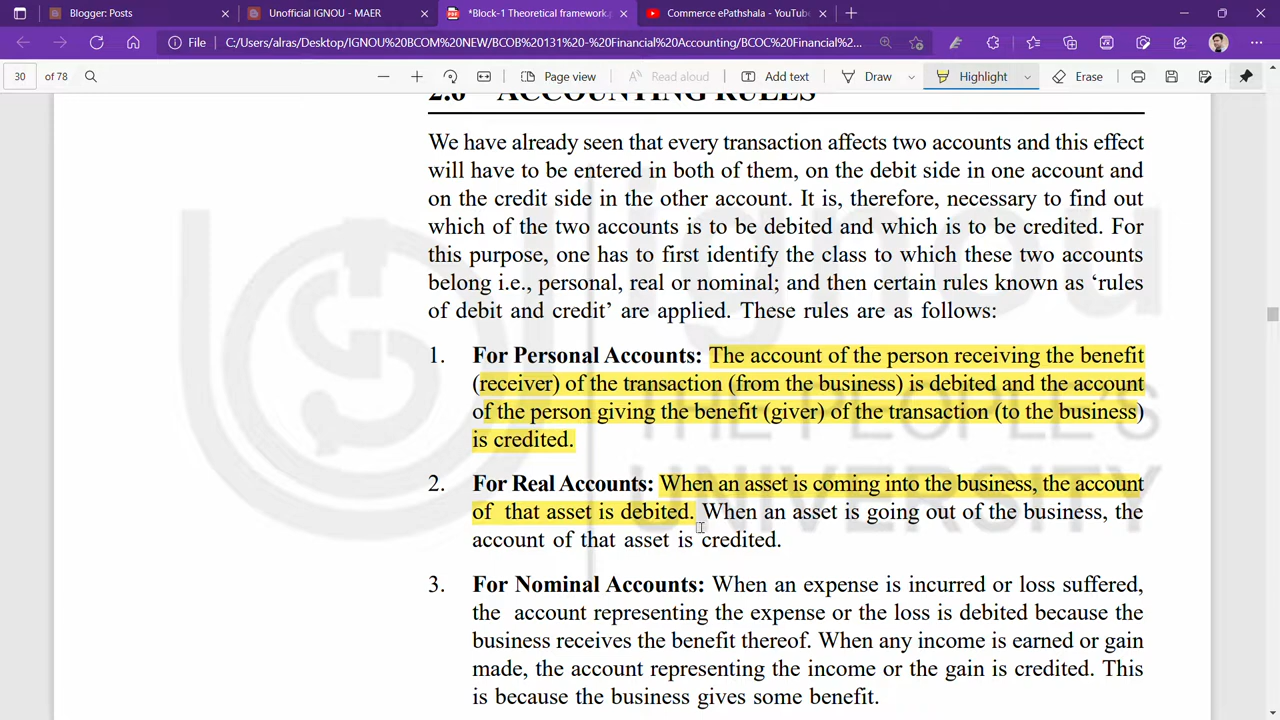 Blogger: Posts
Unofficial IGNOU - MAER
*Block-1 Theoretical framework.
Commerce ePathshala - YouTub
File
C:/Users/alras/Desktop/IGNOU%20BCOM%20NEW/BCOB%20131%20-%20Financial%20Accounting/BCOC%20Financial%2...
30 of 78
Page view
Read aloud
Add text
Draw
Highlight
Erase
2.6 ACCOUNTING RULES
We have already seen that every transaction affects two accounts and this effect
will have to be entered in both of them, on the debit side in one account and
on the credit side in the other account. It is, therefore, necessary to find out
which of the two accounts is to be debited and which is to be credited. For
this purpose, one has to first identify the class to which these two accounts
belong i.e., personal, real or nominal; and then certain rules known as ‘rules
of debit and credit’ are applied. These rules are as follows:
1. For Personal Accounts: The account of the person receiving the benefit
(receiver) of the transaction (from the business) is debited and the account
of the person giving the benefit (giver) of the transaction (to the business)
is credited.
2. For Real Accounts: When an asset is coming into the business, the account
of that asset is debited. When an asset is going out of the business, the
account of that asset is credited.
3. For Nominal Accounts: When an expense is incurred or loss suffered,
the account representing the expense or the loss is debited because the
business receives the benefit thereof. When any income is earned or gain
made, the account representing the income or the gain is credited. This
is because the business gives some benefit.
ignou
THE PEOPLE'S
UNIVERSITY